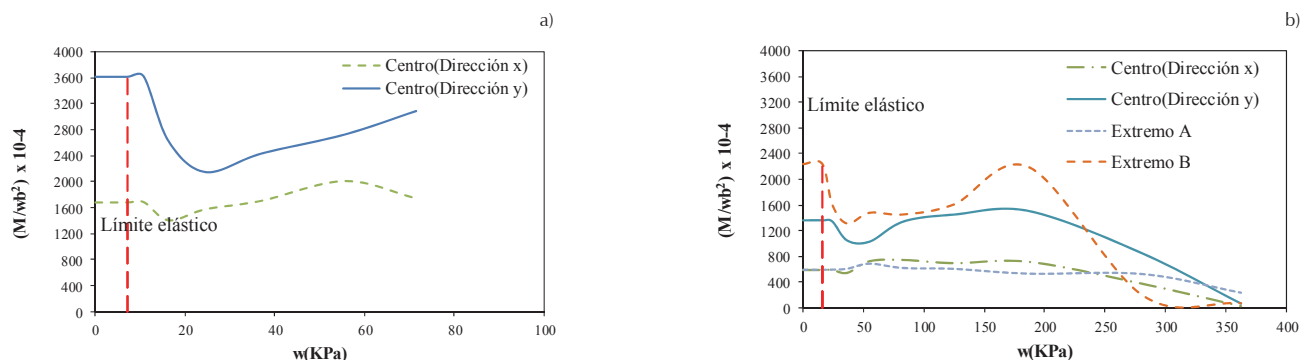 a)
4000
3600
3200
2800
2400
2000
1600
1200
800
400
0
(M/wb²) x 10-4
Centro(Dirección x)
Centro(Dirección y)
Límite elástico
0 20 40 60 80 100
w(KPa)
b)
4000
3600
3200
2800
2400
2000
1600
1200
800
400
0
(M/wb²) x 10-4
Límite elástico
Centro(Dirección x)
Centro(Dirección y)
Extremo A
Extremo B
0 50 100 150 200 250 300 350 400
w(KPa)